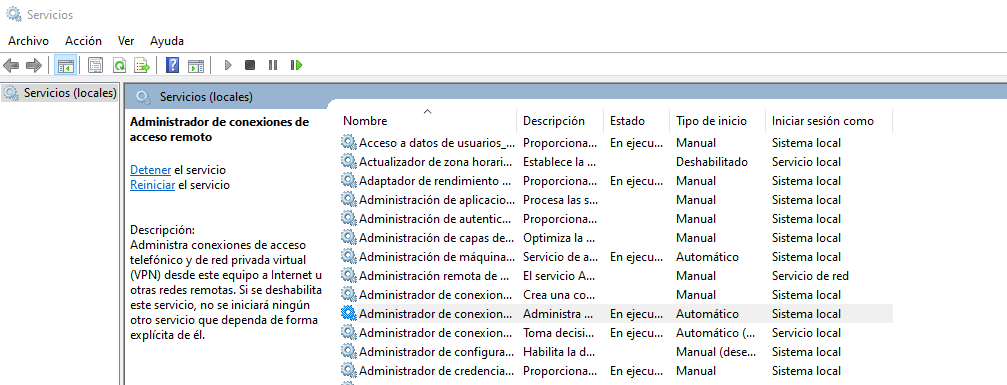 Servicios
Archivo Acción Ver Ayuda
Servicios (locales)
Servicios (locales)
Administrador de conexiones de
acceso remoto
Detener el servicio
Reiniciar el servicio
Descripción:
Administra conexiones de acceso
telefónico y de red privada virtual
(VPN) desde este equipo a Internet u
otras redes remotas. Si se deshabilita
este servicio, no se iniciará ningún
otro servicio que dependa de forma
explícita de él.
Nombre Descripción Estado Tipo de inicio Iniciar sesión como
Acceso a datos de usuarios_... Proporciona... En ejecu... Manual Sistema local
Actualizador de zona horari... Establece la ... Deshabilitado Servicio local
Adaptador de rendimiento ... Proporciona... En ejecu... Manual Sistema local
Administración de aplicacio... Procesa las s... Manual Sistema local
Administración de autentic... Proporciona... Manual Sistema local
Administración de capas de... Optimiza la ... Manual Sistema local
Administración de máquina... Servicio de a... En ejecu... Automático Sistema local
Administración remota de ... El servicio A... Manual Servicio de red
Administrador de conexion... Crea una co... Manual Sistema local
Administrador de conexion... Administra ... En ejecu... Automático Sistema local
Administrador de conexion... Toma decisi... En ejecu... Automático (... Servicio local
Administrador de configura... Habilita la d... Manual (dese... Sistema local
Administrador de credencia... Proporciona... En ejecu... Manual Sistema local